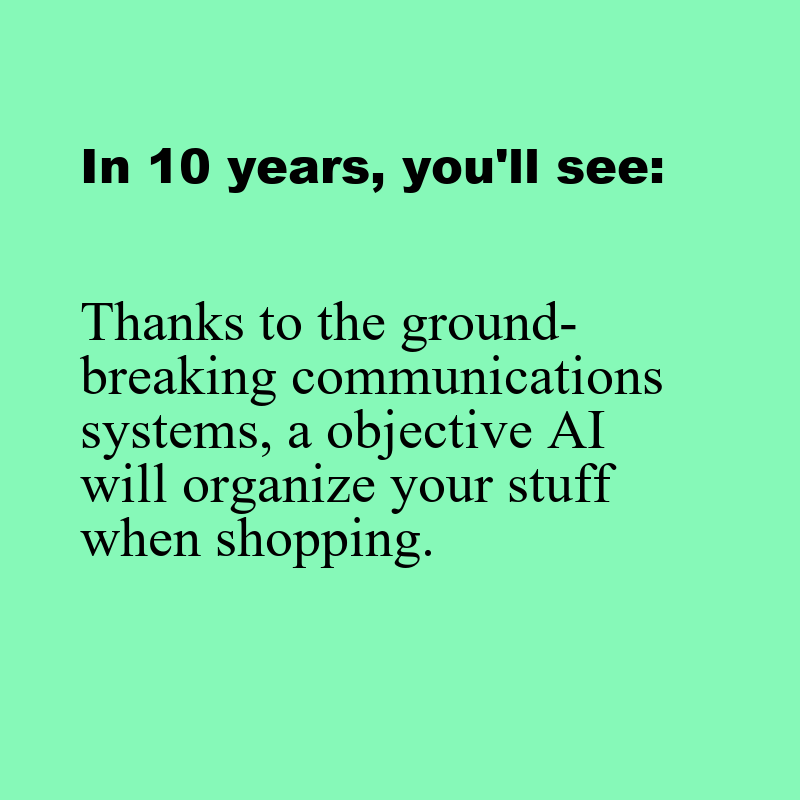 In 10 years, you'll see:
Thanks to the ground-
breaking communications
systems, a objective AI
will organize your stuff
when shopping.